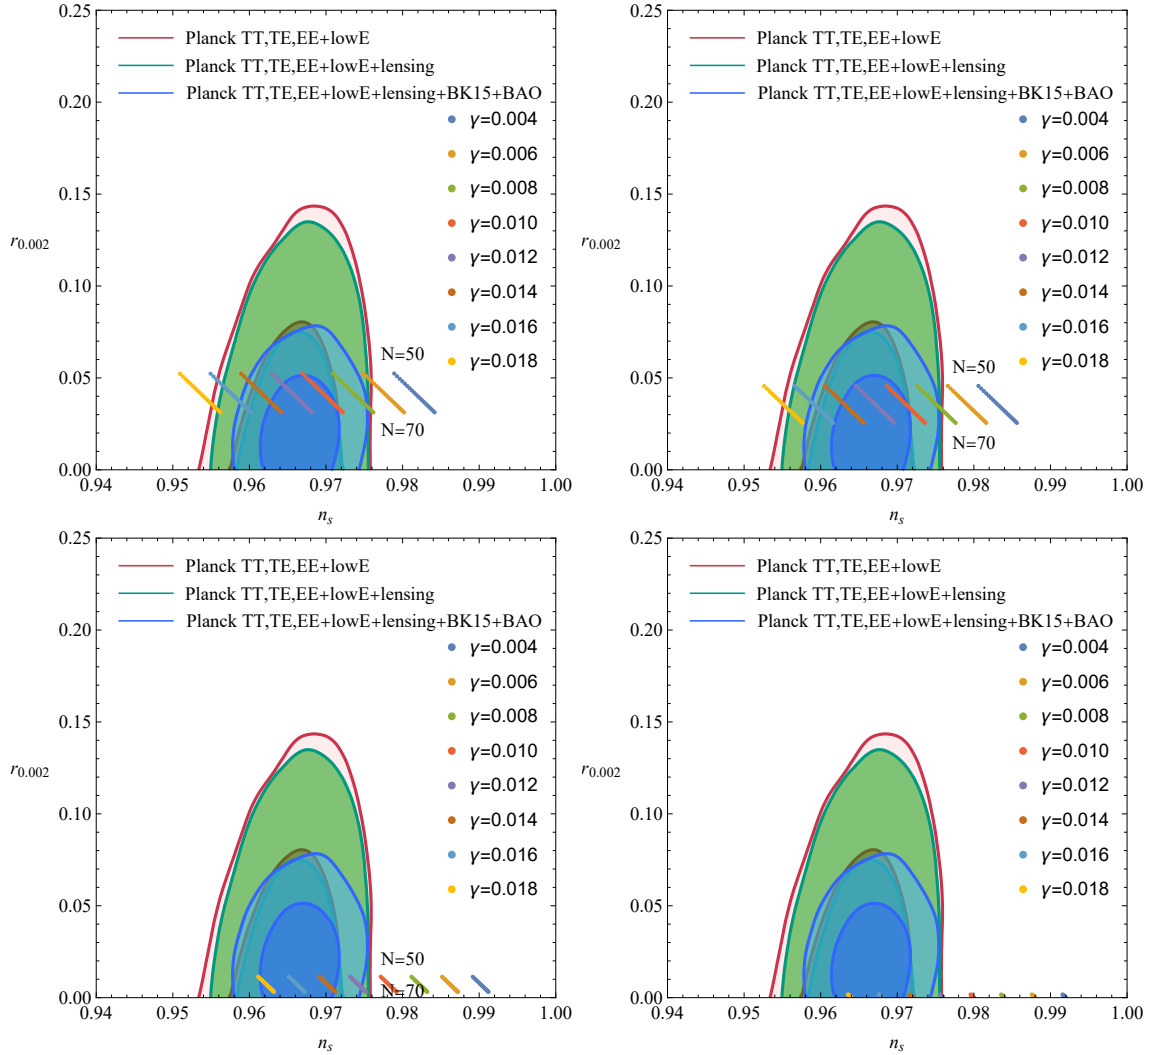 0.25
0.20
0.15
0.10
0.05
0.00
r0.002
Planck TT,TE,EE+lowE
Planck TT,TE,EE+lowE+lensing
Planck TT,TE,EE+lowE+lensing+BK15+BAO
γ=0.004
γ=0.006
γ=0.008
γ=0.010
γ=0.012
γ=0.014
γ=0.016
γ=0.018
N=50
N=70
0.94 0.95 0.96 0.97 0.98 0.99 1.00
ns
0.25
0.20
0.15
0.10
0.05
0.00
r0.002
Planck TT,TE,EE+lowE
Planck TT,TE,EE+lowE+lensing
Planck TT,TE,EE+lowE+lensing+BK15+BAO
γ=0.004
γ=0.006
γ=0.008
γ=0.010
γ=0.012
γ=0.014
γ=0.016
γ=0.018
N=50
N=70
0.94 0.95 0.96 0.97 0.98 0.99 1.00
ns
0.25
0.20
0.15
0.10
0.05
0.00
r0.002
Planck TT,TE,EE+lowE
Planck TT,TE,EE+lowE+lensing
Planck TT,TE,EE+lowE+lensing+BK15+BAO
γ=0.004
γ=0.006
γ=0.008
γ=0.010
γ=0.012
γ=0.014
γ=0.016
γ=0.018
N=50
N=70
0.94 0.95 0.96 0.97 0.98 0.99 1.00
ns
0.25
0.20
0.15
0.10
0.05
0.00
r0.002
Planck TT,TE,EE+lowE
Planck TT,TE,EE+lowE+lensing
Planck TT,TE,EE+lowE+lensing+BK15+BAO
γ=0.004
γ=0.006
γ=0.008
γ=0.010
γ=0.012
γ=0.014
γ=0.016
γ=0.018
0.94 0.95 0.96 0.97 0.98 0.99 1.00
ns